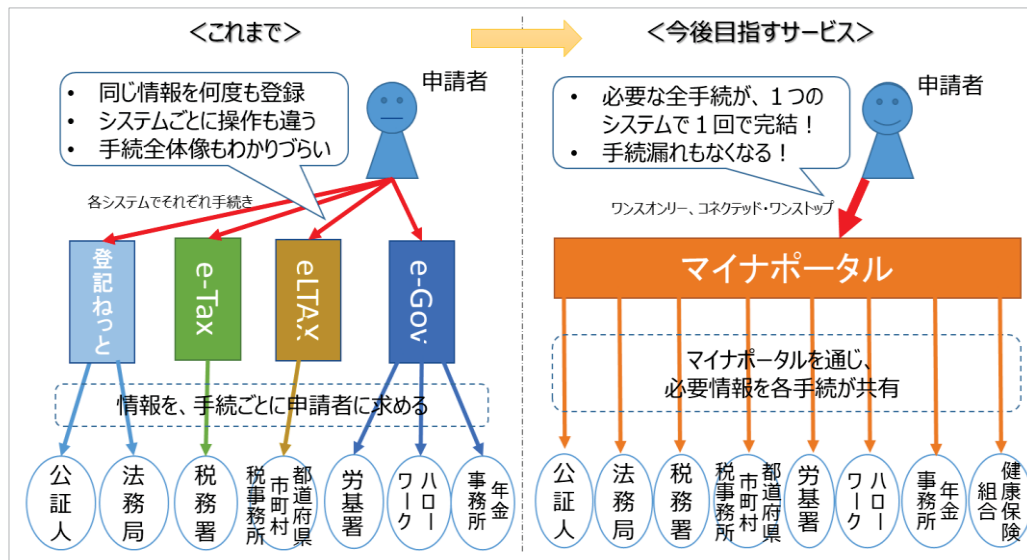 ＜これまで＞
申請者
• 同じ情報を何度も登録
• システムごとに操作も違う
• 手続全体像もわかりづらい
各システムでそれぞれ手続き
登記ねっと
e-Tax
eLTAX
e-Gov
情報を、手続ごとに申請者に求める
公証人
法務局
税務署
都道府県
市町村
税事務所
労基署
ハロー
ワーク
年金
事務所
＜今後目指すサービス＞
申請者
• 必要な全手続が、１つの
システムで１回で完結！
• 手続漏れもなくなる！
ワンスオンリー、コネクテッド・ワンストップ
マイナポータル
マイナポータルを通じ、
必要情報を各手続が共有
公証人
法務局
税務署
都道府県
市町村
税事務所
労基署
ハロー
ワーク
年金
事務所
健康保険
組合